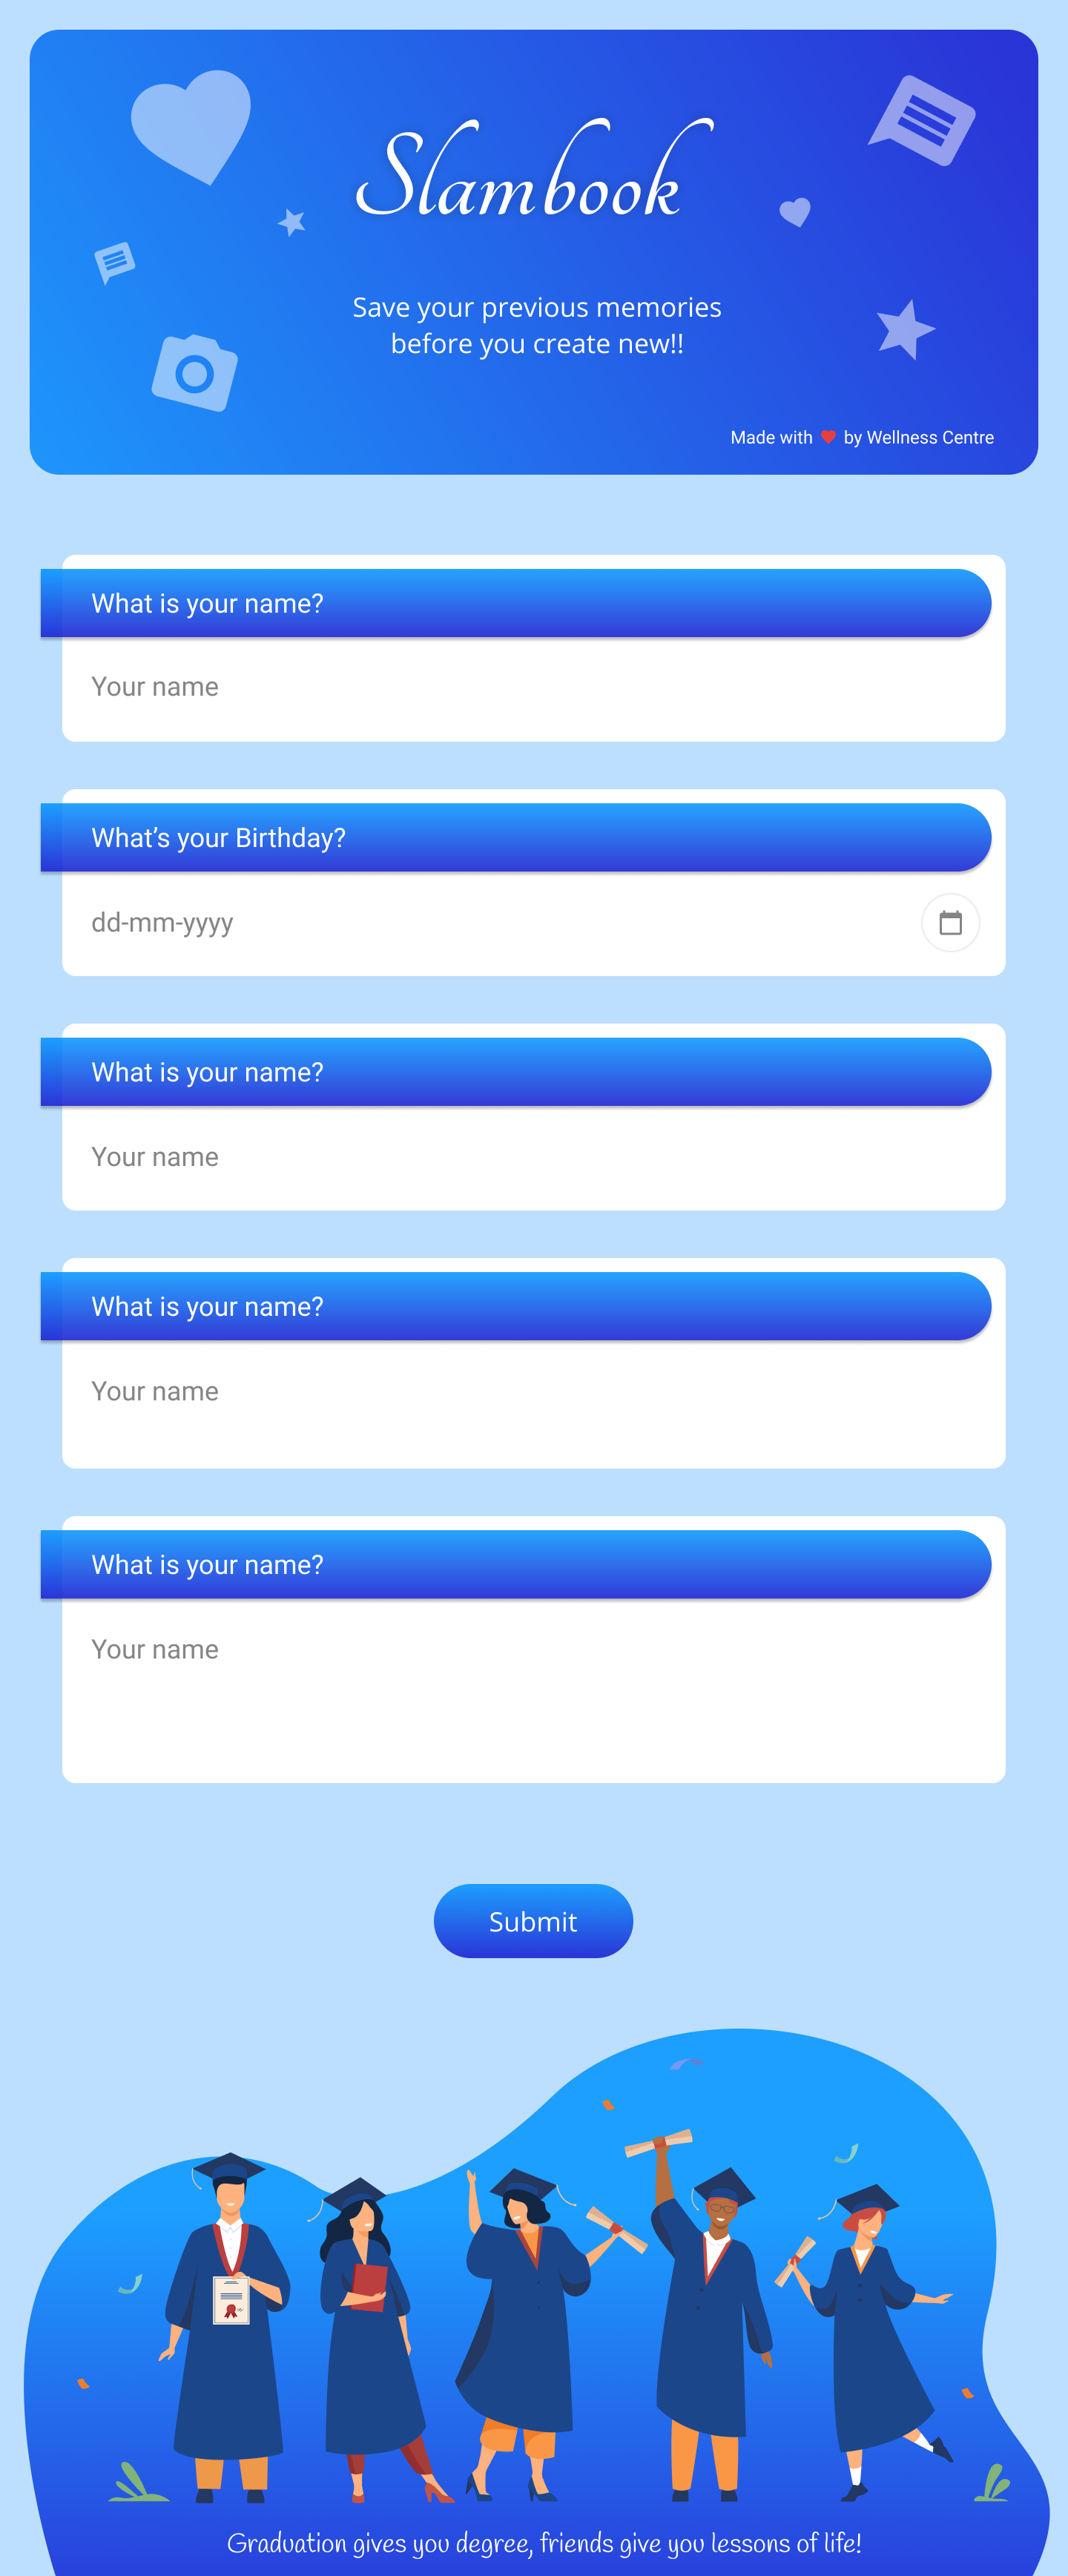 Slambook
Save your previous memories
before you create new!!
Made with ❤ by Wellness Centre
What is your name?
Your name
What’s your Birthday?
dd-mm-yyyy
What is your name?
Your name
What is your name?
Your name
What is your name?
Your name
Submit
Graduation gives you degree, friends give you lessons of life!